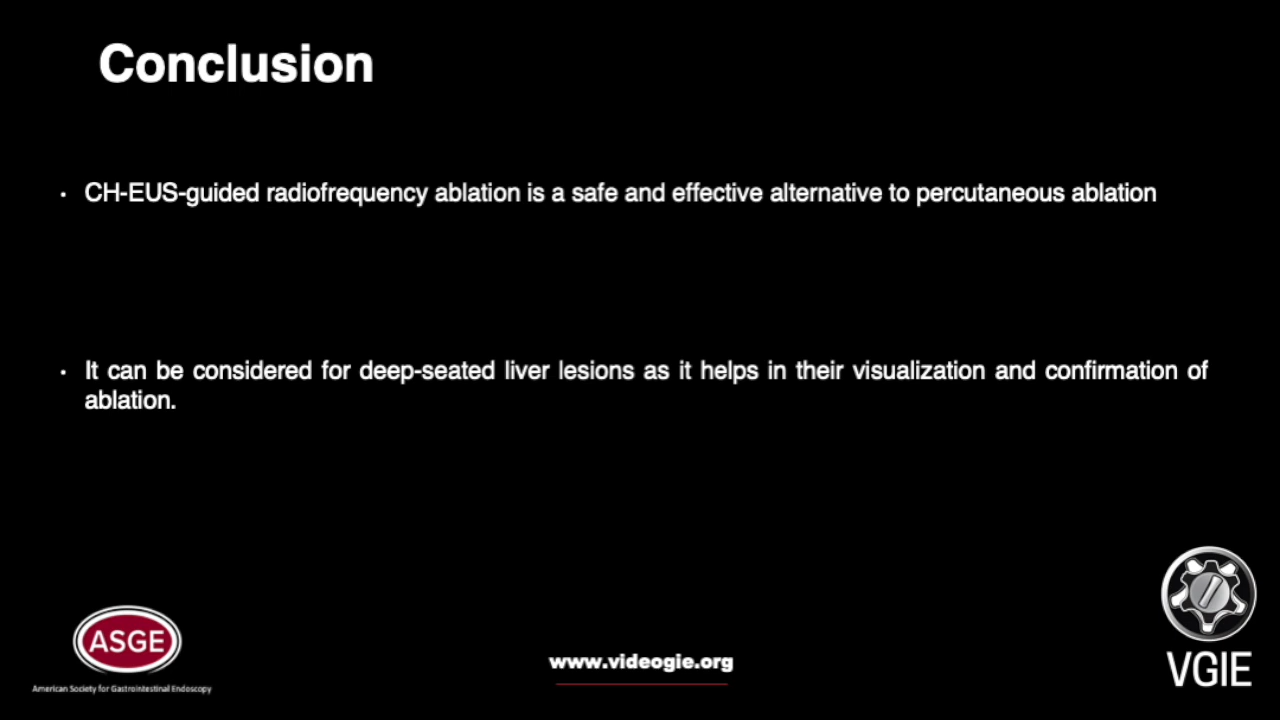 Conclusion
• CH-EUS-guided radiofrequency ablation is a safe and effective alternative to percutaneous ablation
• It can be considered for deep-seated liver lesions as it helps in their visualization and confirmation of
ablation.
ASGE
American Society for Gastrointestinal Endoscopy
www.videogie.org
VGIE